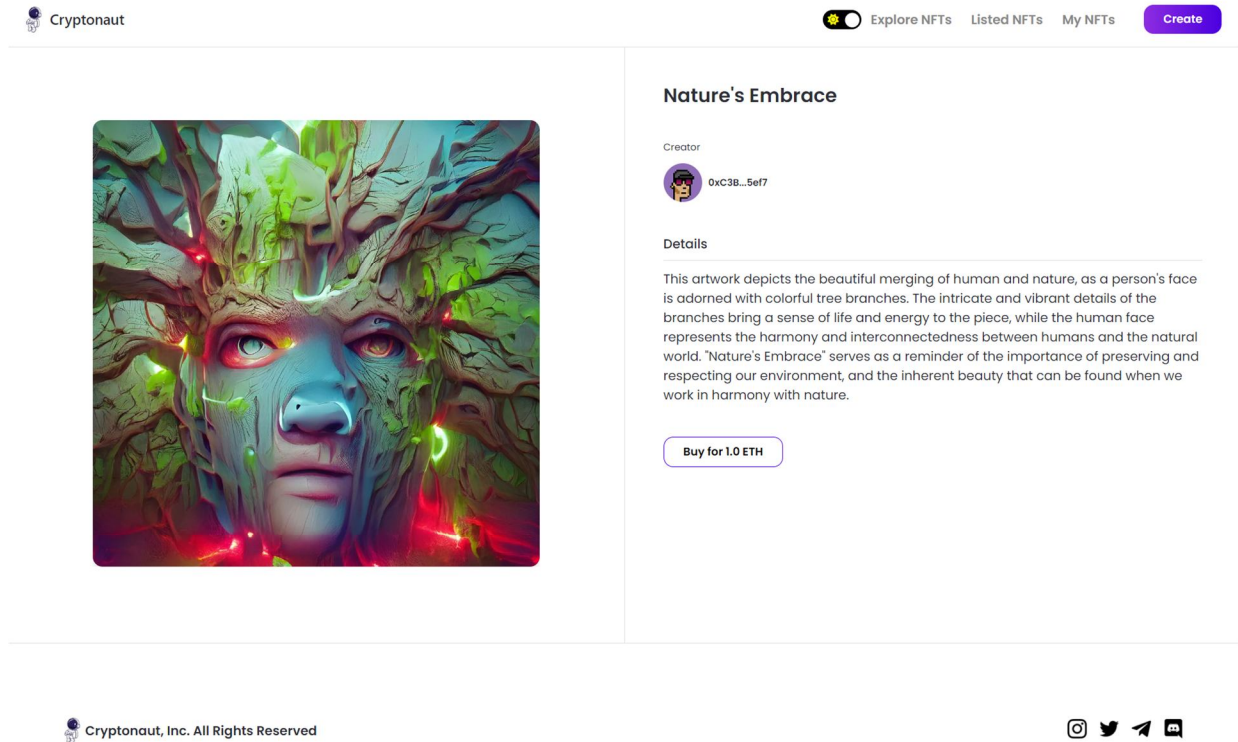 Cryptonaut
Explore NFTs
Listed NFTs
My NFTs
Create
Nature's Embrace
Creator
0xC3B...5ef7
Details
This artwork depicts the beautiful merging of human and nature, as a person's face
is adorned with colorful tree branches. The intricate and vibrant details of the
branches bring a sense of life and energy to the piece, while the human face
represents the harmony and interconnectedness between humans and the natural
world. "Nature's Embrace" serves as a reminder of the importance of preserving and
respecting our environment, and the inherent beauty that can be found when we
work in harmony with nature.
Buy for 1.0 ETH
Cryptonaut, Inc. All Rights Reserved